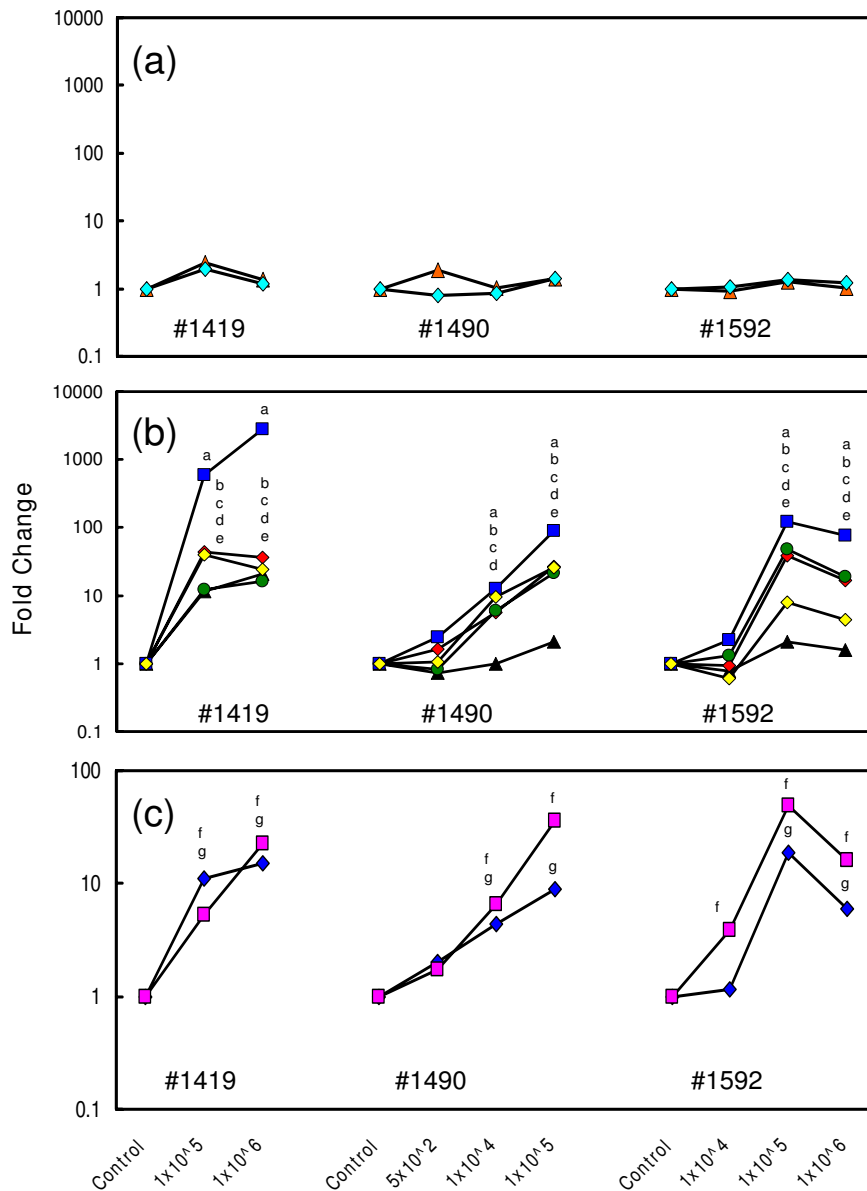 10000
(a)
1000
100
10
1
0.1
#1419 #1490 #1592
Fold Change
10000
(b)
1000
100
10
1
0.1
a
a
b
c
d
e
b
c
d
e
a
b
c
d
a
b
c
d
e
a
b
c
d
e
a
b
c
d
e
#1419 #1490 #1592
100
(c)
10
1
0.1
f
g
f
g
f
g
f
g
f
f
g
f
g
#1419 #1490 #1592
Control 1x10^5 1x10^6 Control 5x10^2 1x10^4 1x10^5 Control 1x10^4 1x10^5 1x10^6